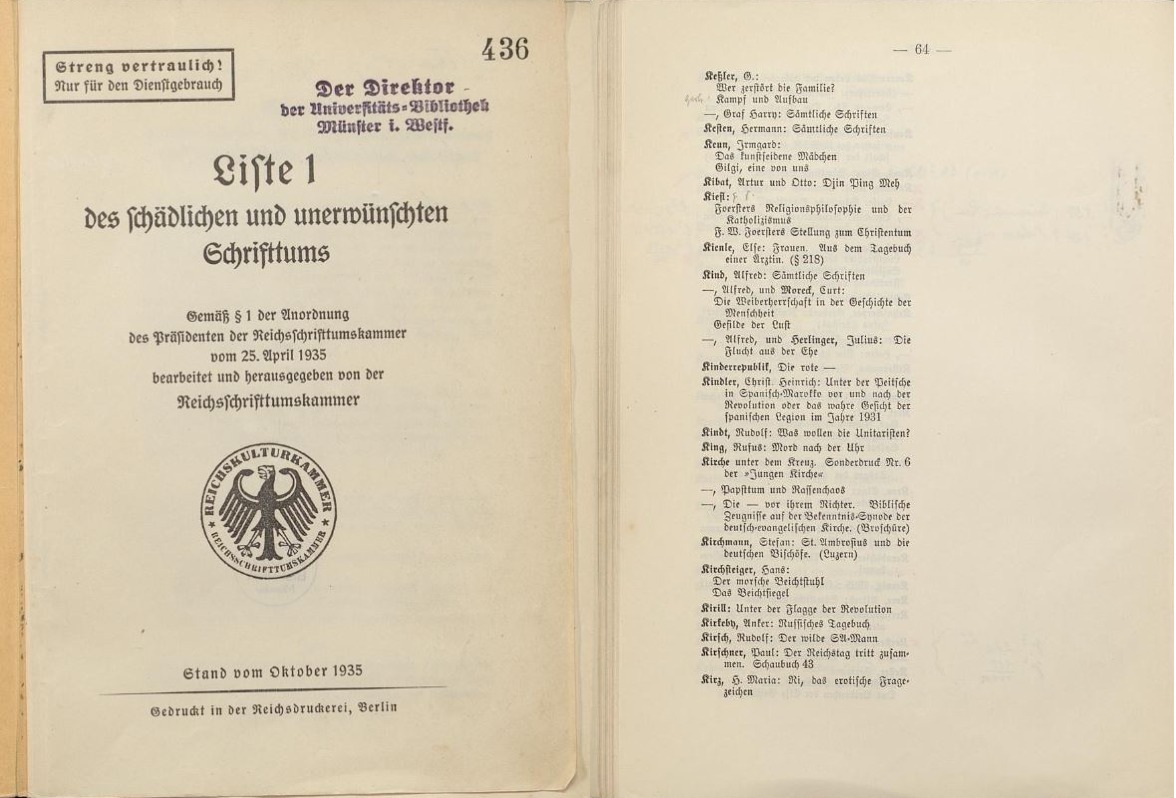 Streng vertraulich!
Nur für den Dienstgebrauch
436
Der Direktor
der Universitäts-Bibliothek
Münster i. Westf.
Liste 1
des schädlichen und unerwünschten
Schrifttums
Gemäß § 1 der Anordnung
des Präsidenten der Reichsschrifttumskammer
vom 25. April 1935
bearbeitet und herausgegeben von der
Reichsschrifttumskammer
REICHSKULTURKAMMER
REICHSSCHRIFTTUMSKAMMER
Stand vom Oktober 1935
Gedruckt in der Reichsdruckerei, Berlin
— 64 —
Keßler, G.:
Wer zerstört die Familie?
Kampf und Aufbau
—, Graf Harry: Sämtliche Schriften
Kesten, Hermann: Sämtliche Schriften
Keun, Irmgard:
Das kunstseidene Mädchen
Gilgi, eine von uns
Kibat, Artur und Otto: Djin Ping Meh
Kiefl:
Foersters Religionsphilosophie und der
Katholizismus
F. W. Foersters Stellung zum Christentum
Kienle, Else: Frauen. Aus dem Tagebuch
einer Ärztin. (§ 218)
Kind, Alfred: Sämtliche Schriften
—, Alfred, und Moreck, Curt:
Die Weiberherrschaft in der Geschichte der
Menschheit
Gefilde der Lust
—, Alfred, und Herlinger, Julius: Die
Flucht aus der Ehe
Kinderrepublik, Die rote —
Kindler, Christ. Heinrich: Unter der Peitsche
in Spanisch-Marokko vor und nach der
Revolution oder das wahre Gesicht der
spanischen Legion im Jahre 1931
Kindt, Rudolf: Was wollen die Unitaristen?
King, Rufus: Mord nach der Uhr
Kirche unter dem Kreuz. Sonderdruck Nr. 6
der »Jungen Kirche«
—, Papsttum und Rassenchaos
—, Die — vor ihrem Richter. Biblische
Zeugnisse auf der Bekenntnis-Synode der
deutsch-evangelischen Kirche. (Broschüre)
Kirchmann, Stefan: St. Ambrosius und die
deutschen Bischöfe. (Luzern)
Kirchsteiger, Hans:
Der morsche Beichtstuhl
Das Beichtsiegel
Kirill: Unter der Flagge der Revolution
Kirkeby, Anker: Russisches Tagebuch
Kirsch, Rudolf: Der wilde SA-Mann
Kirschner, Paul: Der Reichstag tritt zusam-
men. Schaubuch 43
Kirz, H. Maria: Ri, das erotische Frage-
zeichen